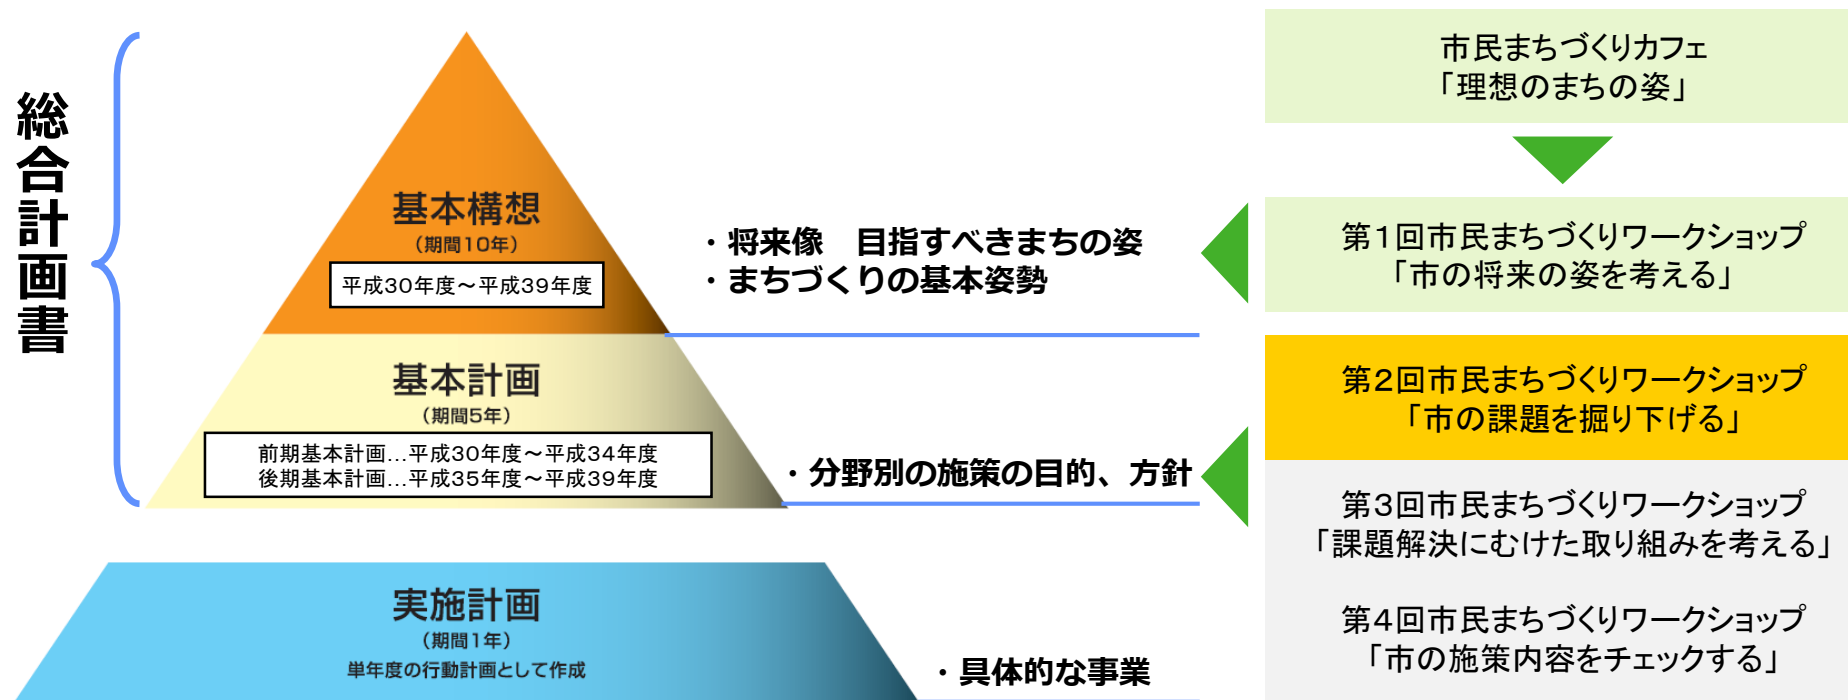 総合計画書
基本構想
（期間10年）
平成30年度～平成39年度
基本計画
（期間5年）
前期基本計画…平成30年度～平成34年度
後期基本計画…平成35年度～平成39年度
実施計画
（期間1年）
単年度の行動計画として作成
・将来像　目指すべきまちの姿
・まちづくりの基本姿勢
・分野別の施策の目的、方針
・具体的な事業
市民まちづくりカフェ
「理想のまちの姿」
第1回市民まちづくりワークショップ
「市の将来の姿を考える」
第2回市民まちづくりワークショップ
「市の課題を掘り下げる」
第3回市民まちづくりワークショップ
「課題解決にむけた取り組みを考える」
第4回市民まちづくりワークショップ
「市の施策内容をチェックする」